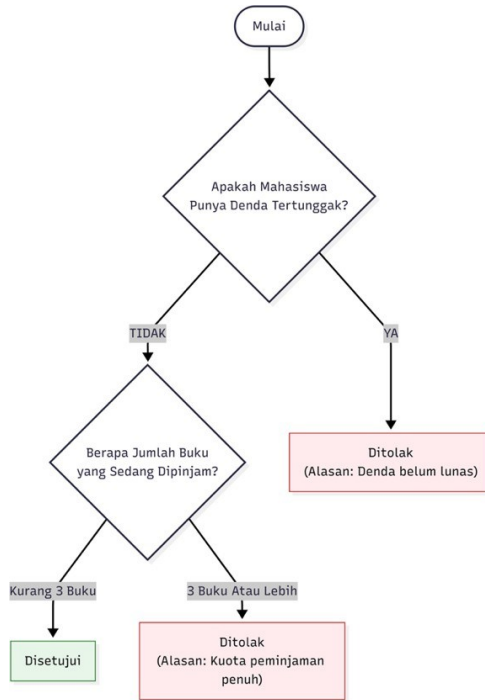 Mulai
Apakah Mahasiswa
Punya Denda Tertunggak?
TIDAK
YA
Berapa Jumlah Buku
yang Sedang Dipinjam?
Ditolak
(Alasan: Denda belum lunas)
Kurang 3 Buku
3 Buku Atau Lebih
Disetujui
Ditolak
(Alasan: Kuota peminjaman
penuh)